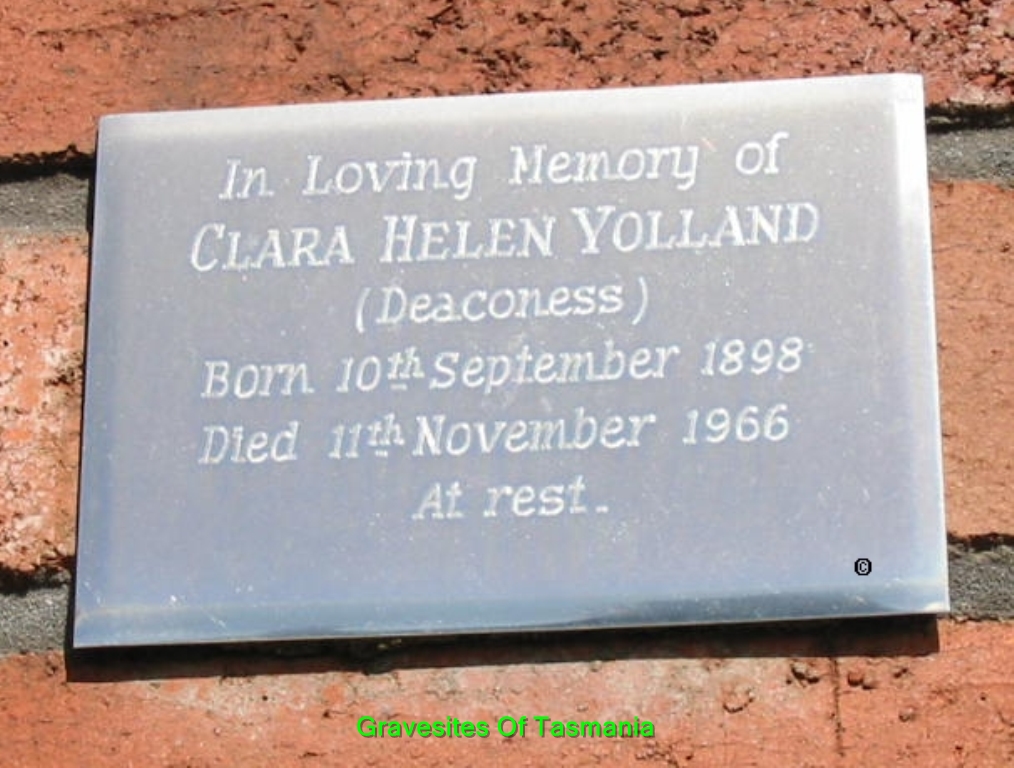 In Loving Memory of
CLARA HELEN YOLLAND
(Deaconess)
Born 10th September 1898
Died 11th November 1966
At rest.
©
Gravesites Of Tasmania